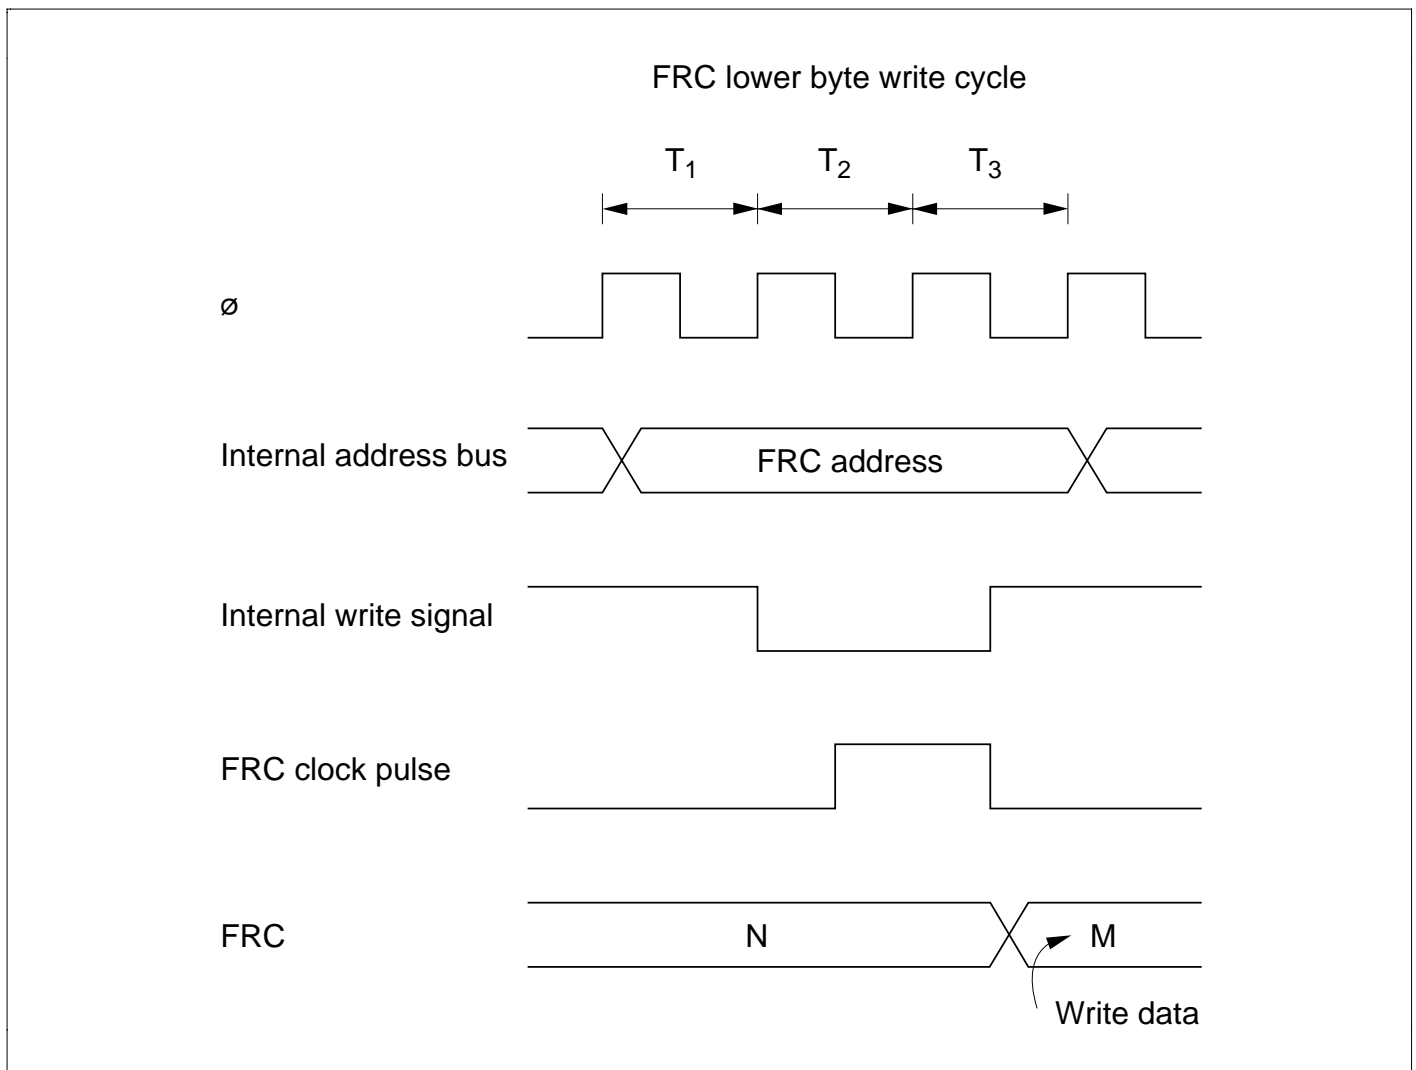 FRC lower byte write cycle
T1 T2 T3
ø
Internal address bus FRC address
Internal write signal
FRC clock pulse
FRC N M
Write data